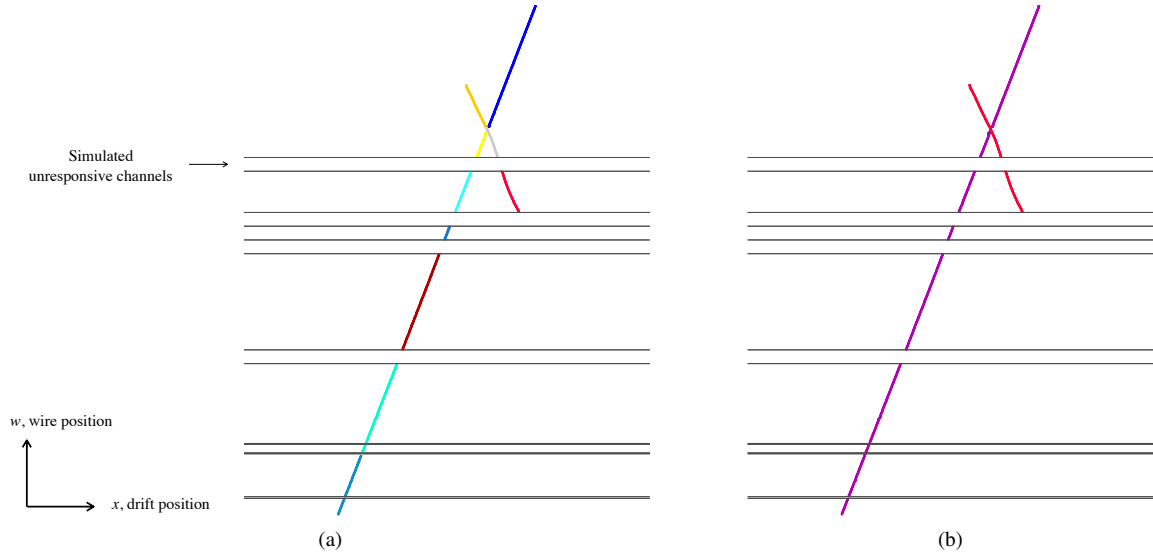 Simulated
unresponsive channels
w, wire position
x, drift position
(a)
(b)